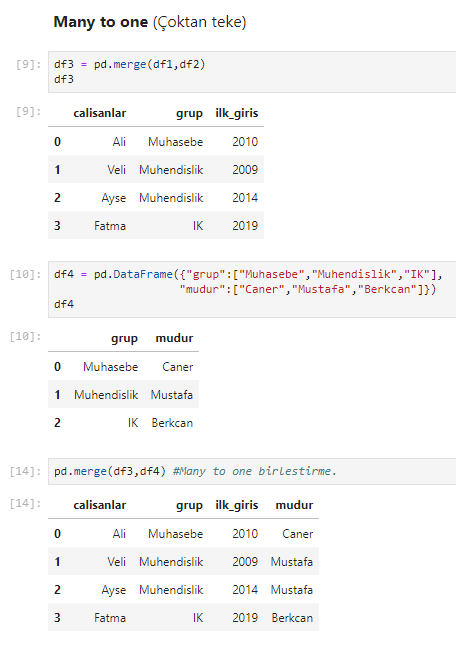 Many to one (Çoktan teke)
[9]: df3 = pd.merge(df1,df2)
df3
[9]: calisanlar grup ilk_giris
0 Ali Muhasebe 2010
1 Veli Muhendislik 2009
2 Ayse Muhendislik 2014
3 Fatma IK 2019
[10]: df4 = pd.DataFrame({"grup":["Muhasebe","Muhendislik","IK"],
"mudur":["Caner","Mustafa","Berkcan"]})
df4
[10]: grup mudur
0 Muhasebe Caner
1 Muhendislik Mustafa
2 IK Berkcan
[14]: pd.merge(df3,df4) #Many to one birlestirme.
[14]: calisanlar grup ilk_giris mudur
0 Ali Muhasebe 2010 Caner
1 Veli Muhendislik 2009 Mustafa
2 Ayse Muhendislik 2014 Mustafa
3 Fatma IK 2019 Berkcan